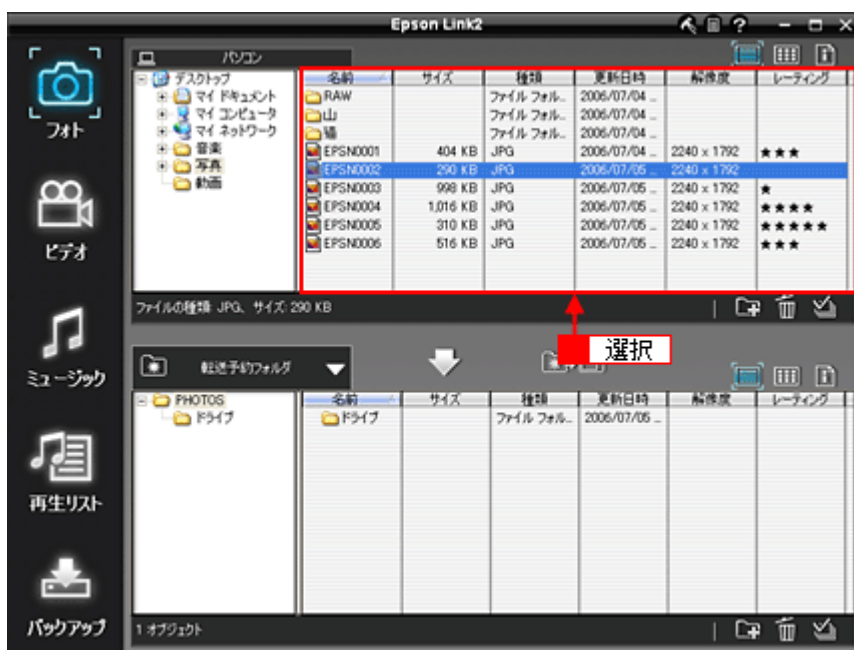 Epson Link2
フォト
ビデオ
ミュージック
再生リスト
バックアップ
パソコン
デスクトップ
マイ ドキュメント
マイ コンピュータ
マイ ネットワーク
音楽
写真
動画
名前 サイズ 種類 更新日時 解像度 レーティング
RAW ファイル フォル... 2006/07/04 ...
山 ファイル フォル... 2006/07/04 ...
猫 ファイル フォル... 2006/07/04 ...
EPSN0001 404 KB JPG 2006/07/04 ... 2240 x 1792 ★★★
EPSN0002 290 KB JPG 2006/07/05 ... 2240 x 1792
EPSN0003 998 KB JPG 2006/07/05 ... 2240 x 1792 ★
EPSN0004 1,016 KB JPG 2006/07/05 ... 2240 x 1792 ★★★★
EPSN0005 310 KB JPG 2006/07/05 ... 2240 x 1792 ★★★★★
EPSN0006 516 KB JPG 2006/07/05 ... 2240 x 1792 ★★★
ファイルの種類: JPG、サイズ: 290 KB
選択
転送予約フォルダ
PHOTOS
ドライブ
名前 サイズ 種類 更新日時 解像度 レーティング
ドライブ ファイル フォル... 2006/07/05 ...
1 オブジェクト